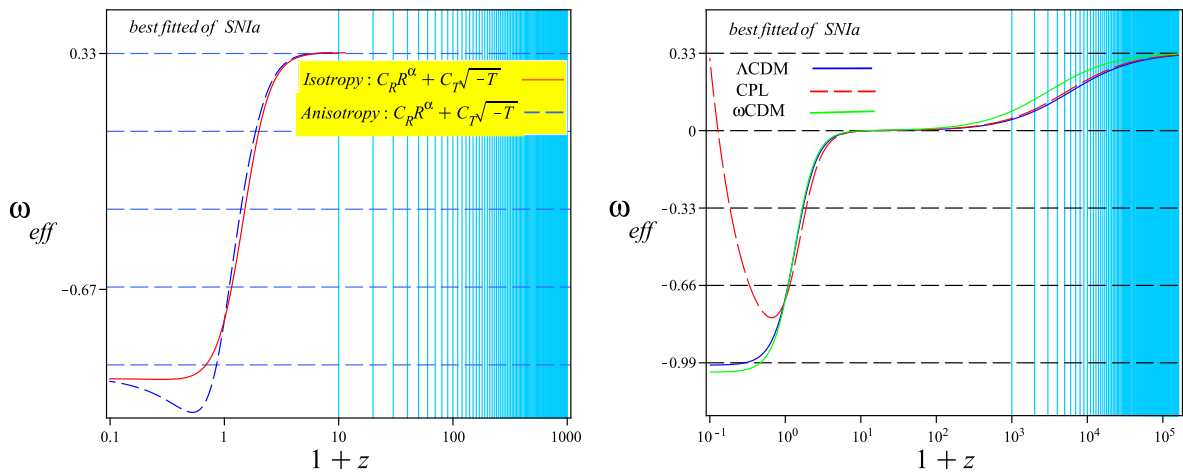 best fitted of SNIa
0.33
Isotropy : C_R R^α + C_T √-T
Anisotropy : C_R R^α + C_T √-T
ω_eff
-0.67
0.1 1 10 100 1000
1 + z
best fitted of SNIa
0.33
ΛCDM
CPL
ωCDM
0
ω_eff
-0.33
-0.66
-0.99
10^-1 10^0 10^1 10^2 10^3 10^4 10^5
1 + z